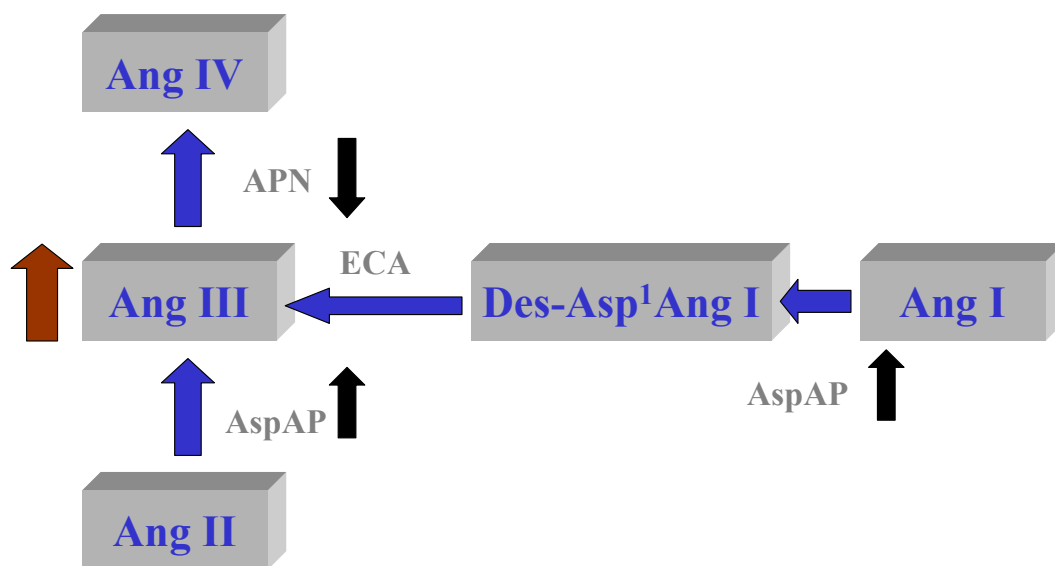 Ang IV
APN
ECA
Ang III
Des-Asp¹Ang I
Ang I
AspAP
AspAP
Ang II